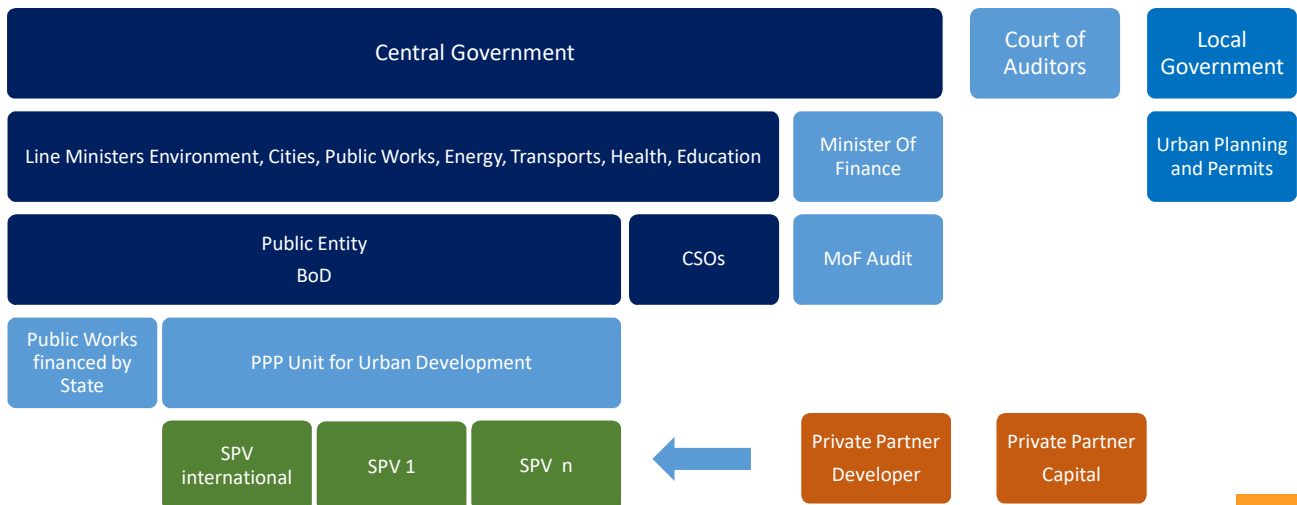 Central Government
Court of
Auditors
Local
Government
Line Ministers Environment, Cities, Public Works, Energy, Transports, Health, Education
Minister Of
Finance
Urban Planning
and Permits
Public Entity
BoD
CSOs
MoF Audit
Public Works
financed by
State
PPP Unit for Urban Development
SPV
international
SPV 1
SPV n
Private Partner
Developer
Private Partner
Capital